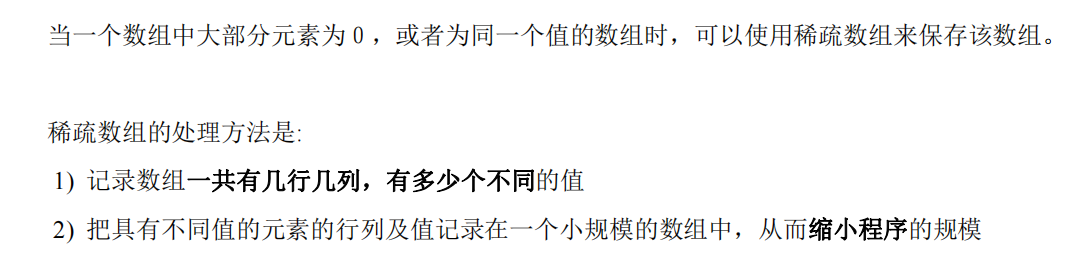 当一个数组中大部分元素为０，或者为同一个值的数组时，可以使用稀疏数组来保存该数组。
稀疏数组的处理方法是:
1) 记录数组一共有几行几列，有多少个不同的值
2) 把具有不同值的元素的行列及值记录在一个小规模的数组中，从而缩小程序的规模